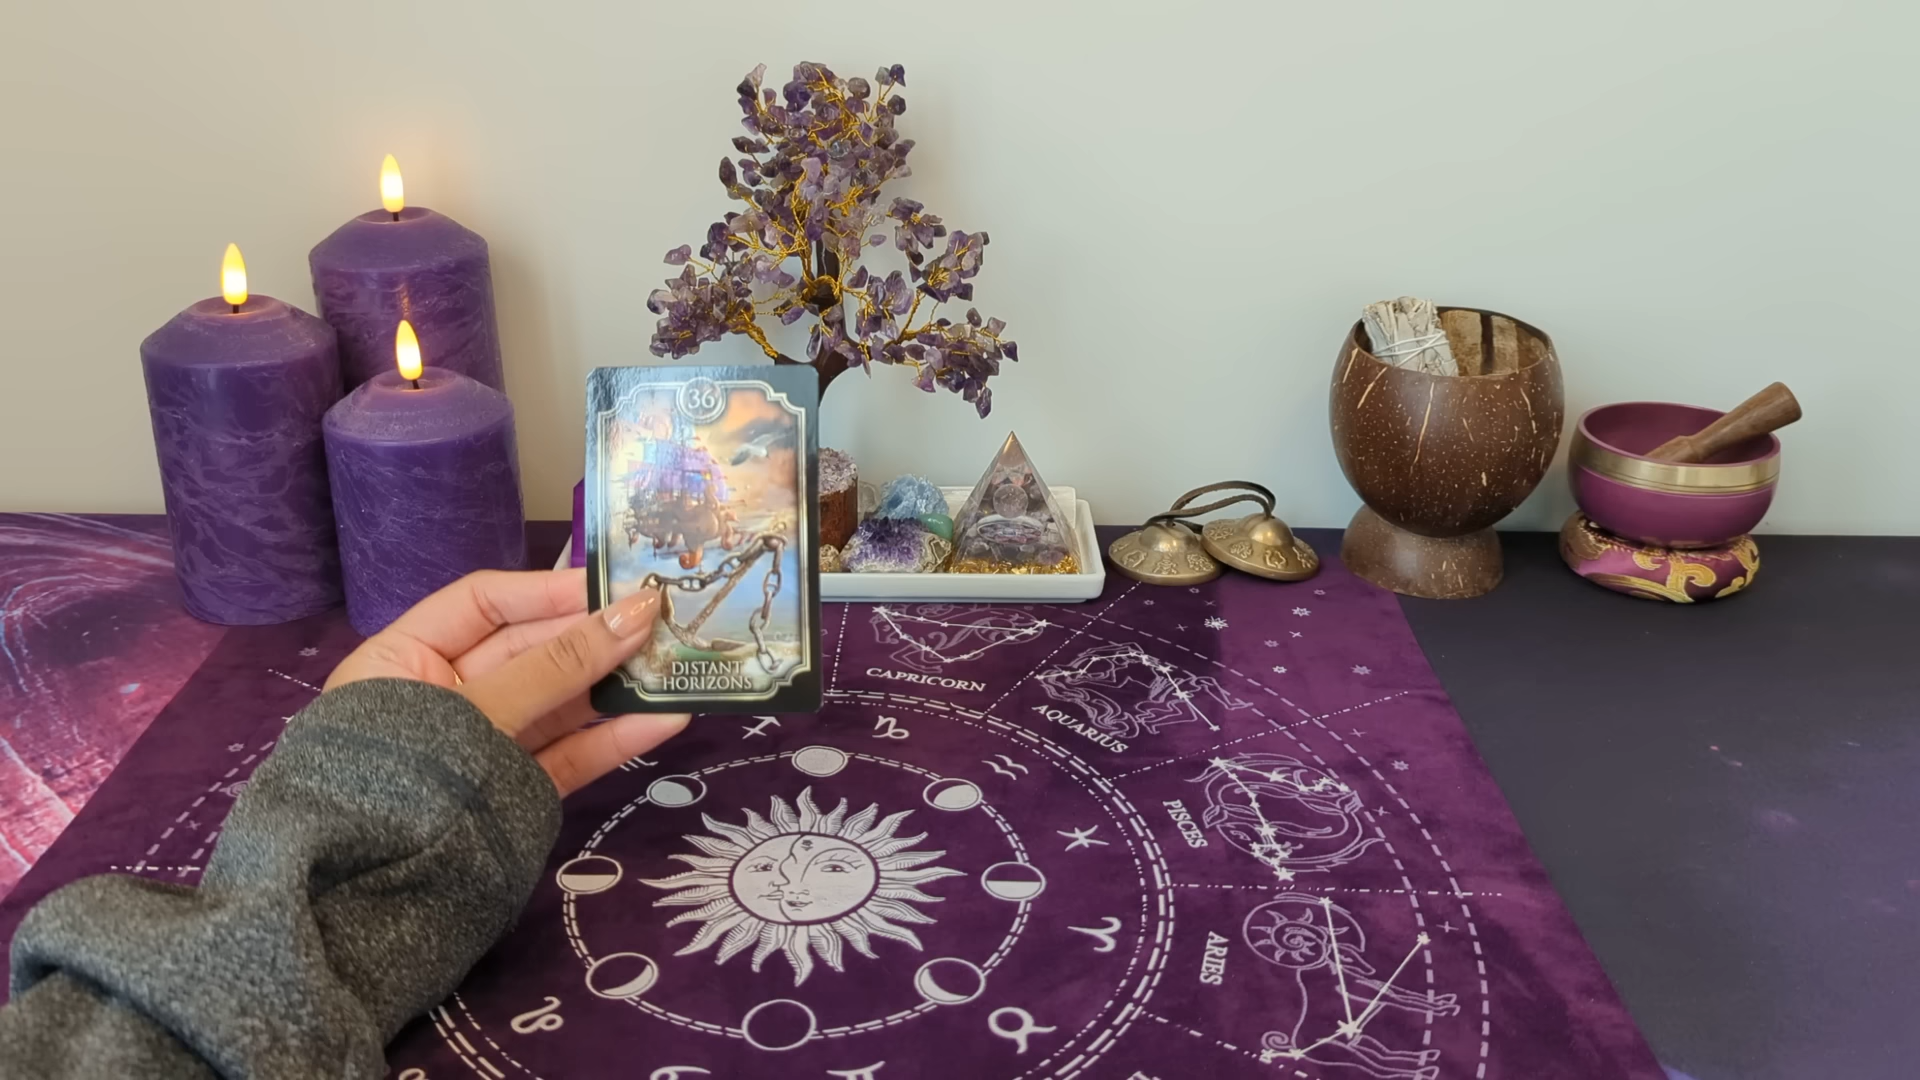 36
DISTANT
HORIZONS
CAPRICORN
AQUARIUS
PISCES
ARIES